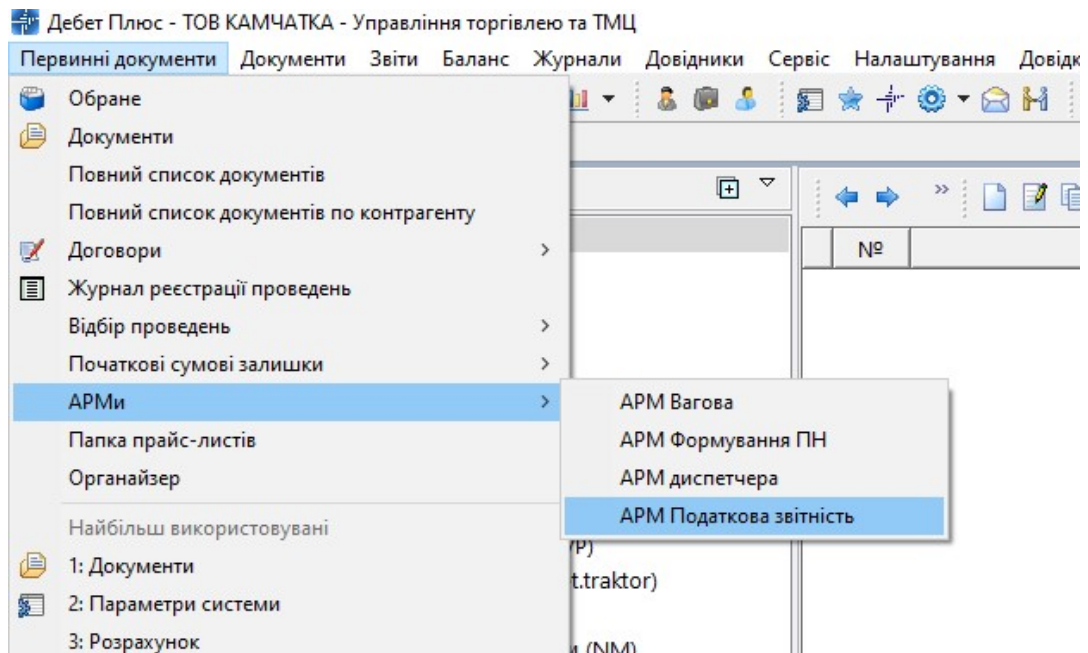 Дебет Плюс - ТОВ КАМЧАТКА - Управління торгівлею та ТМЦ
Первинні документи Документи Звіти Баланс Журнали Довідники Сервіс Налаштування
Обране
Документи
Повний список документів
Повний список документів по контрагенту
Договори
№
Журнал реєстрації проведень
Відбір проведень
Початкові сумові залишки
АРМи
АРМ Вагова
Папка прайс-листів
АРМ Формування ПН
Органайзер
АРМ диспетчера
АРМ Податкова звітність
Найбільш використовувані
1: Документи
t.traktor)
2: Параметри системи
3: Розрахунок
(NM)